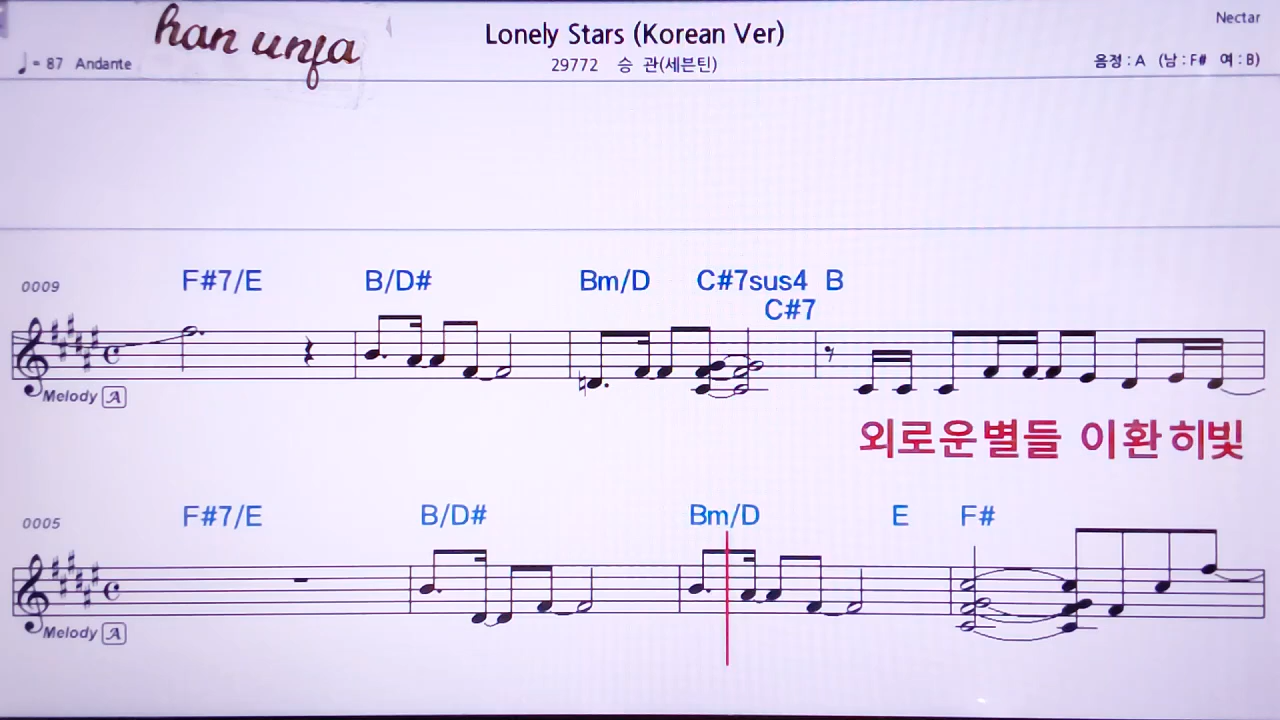 han unja
Lonely Stars (Korean Ver)
Nectar
♩= 87 Andante
29772 승 관(세븐틴)
음정 : A (남 : F# 여 : B)
0009
F#7/E B/D# Bm/D C#7sus4 B
C#7
Melody A
외로운별들 이환히빛
0005
F#7/E B/D# Bm/D E F#
Melody A